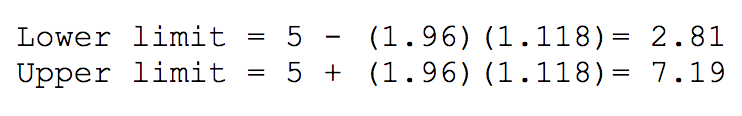 Lower limit = 5 - (1.96)(1.118)= 2.81
Upper limit = 5 + (1.96)(1.118)= 7.19